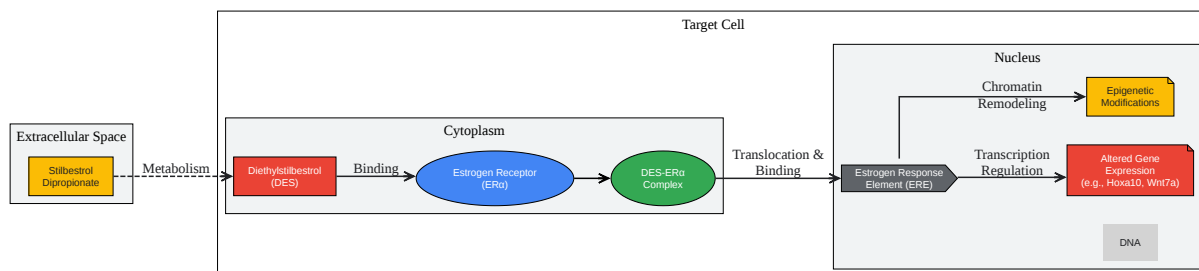 Target Cell
Nucleus
Chromatin
Remodeling
Epigenetic
Modifications
Extracellular Space
Cytoplasm
Stilbestrol
Dipropionate
Metabolism
Diethylstilbestrol
(DES)
Binding
Estrogen Receptor
(ERα)
DES-ERα
Complex
Translocation &
Binding
Estrogen Response
Element (ERE)
Transcription
Regulation
Altered Gene
Expression
(e.g., Hoxa10, Wnt7a)
DNA